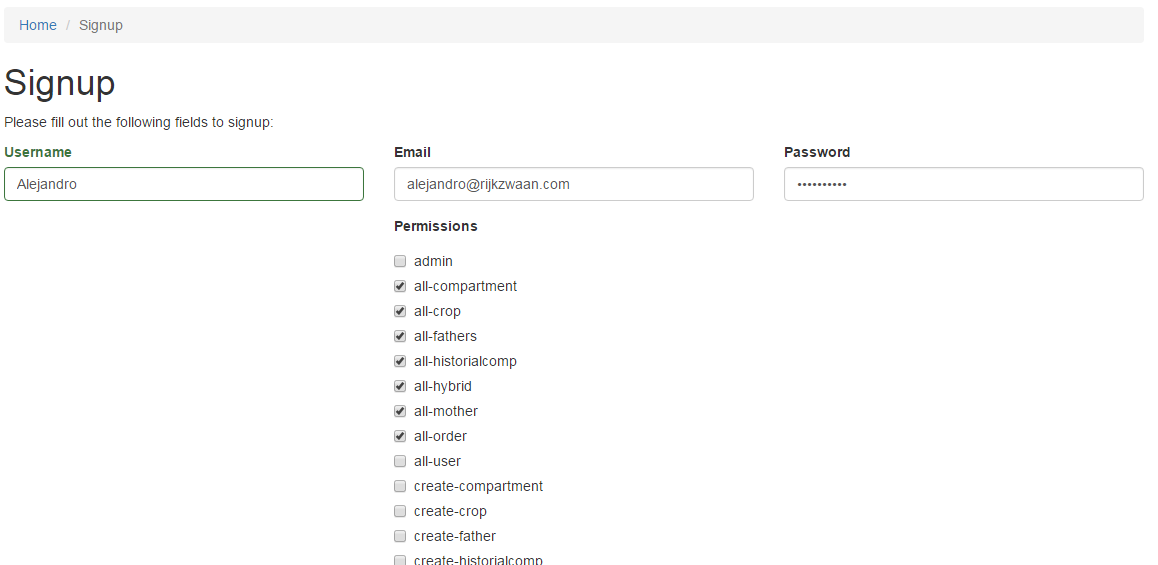 Home / Signup
Signup
Please fill out the following fields to signup:
Username
Alejandro
Email
alejandro@rijkzwaan.com
Password
••••••••••
Permissions
admin
all-compartment
all-crop
all-fathers
all-historialcomp
all-hybrid
all-mother
all-order
all-user
create-compartment
create-crop
create-father
create-historialcomp